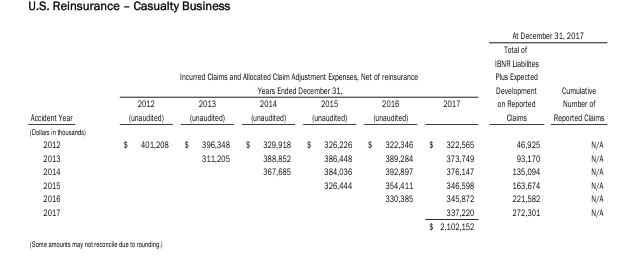 U.S. Reinsurance – Casualty Business
At December 31, 2017
Total of
IBNR Liabilites
Incurred Claims and Allocated Claim Adjustment Expenses, Net of reinsurance Plus Expected
Years Ended December 31, Development Cumulative
2012 2013 2014 2015 2016 2017 on Reported Number of
Accident Year (unaudited) (unaudited) (unaudited) (unaudited) (unaudited) Claims Reported Claims
(Dollars in thousands)
2012 $ 401,208 $ 396,348 $ 329,918 $ 326,226 $ 322,346 $ 322,565 46,925 N/A
2013 311,205 388,852 386,448 389,284 373,749 93,170 N/A
2014 367,685 384,036 392,897 376,147 135,094 N/A
2015 326,444 354,411 346,598 163,674 N/A
2016 330,385 345,872 221,582 N/A
2017 337,220 272,301 N/A
$ 2,102,152
(Some amounts may not reconcile due to rounding.)